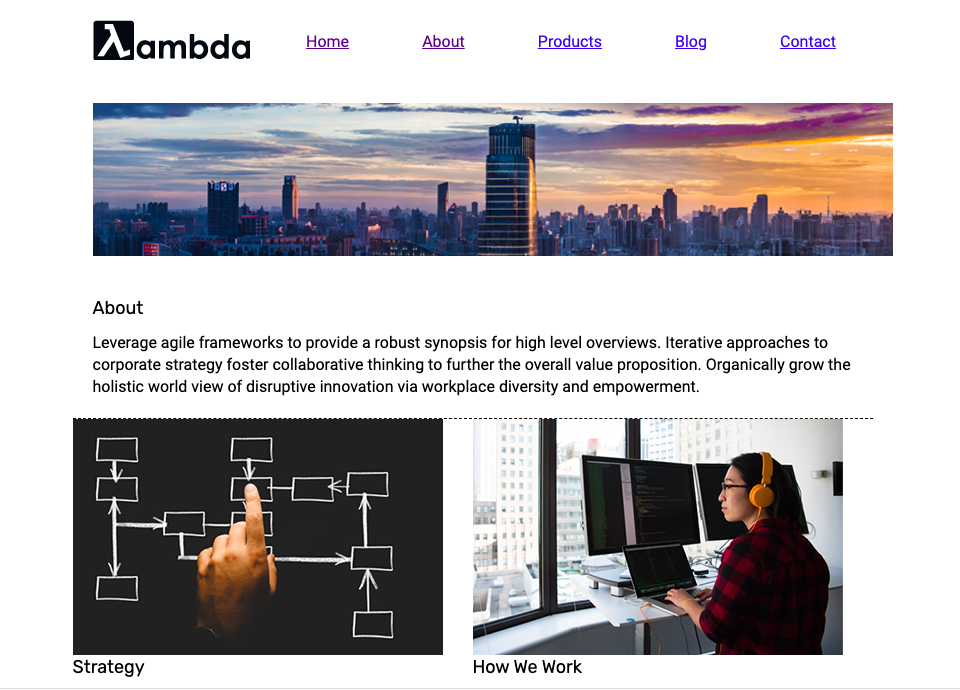 λambda
Home About Products Blog Contact
About
Leverage agile frameworks to provide a robust synopsis for high level overviews. Iterative approaches to
corporate strategy foster collaborative thinking to further the overall value proposition. Organically grow the
holistic world view of disruptive innovation via workplace diversity and empowerment.
Strategy How We Work